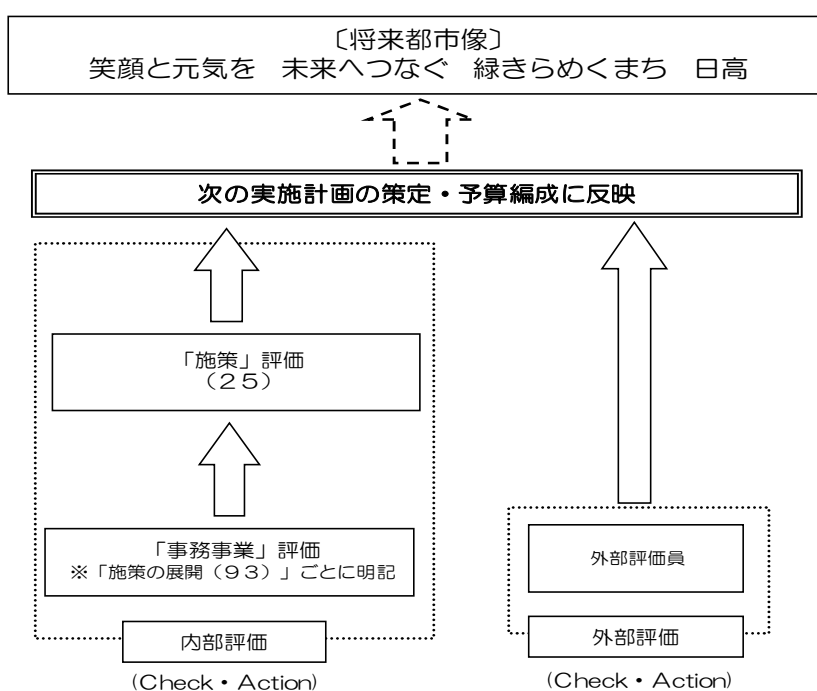 〔将来都市像〕
笑顔と元気を　未来へつなぐ　緑きらめくまち　日高
次の実施計画の策定・予算編成に反映
「施策」評価
（２５）
「事務事業」評価
※「施策の展開（９３）」ごとに明記
内部評価
(Check・Action)
外部評価員
外部評価
(Check・Action)